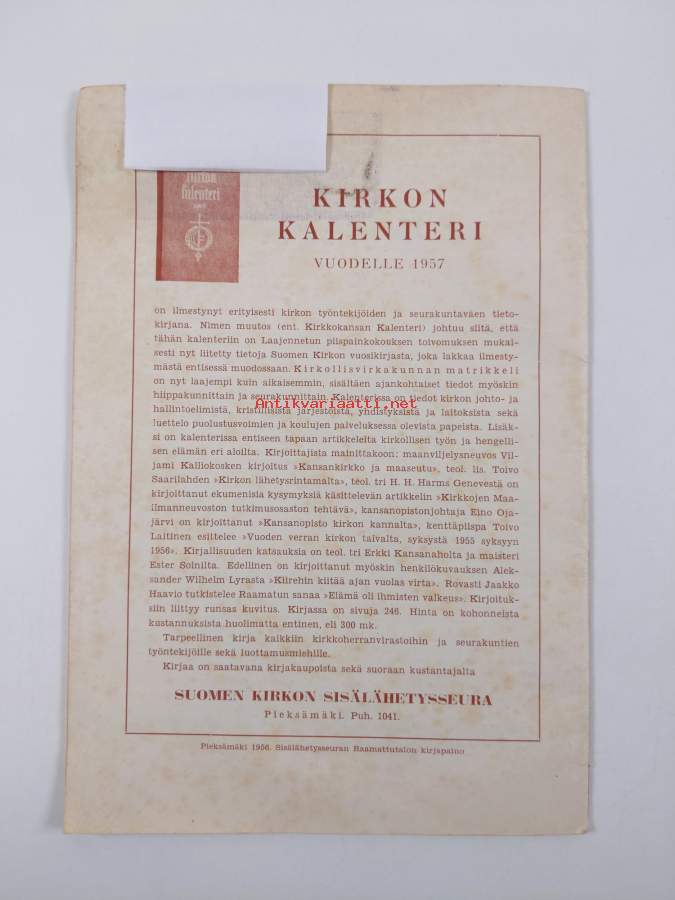 Kirkon
kalenteri
KIRKON
KALENTERI
VUODELLE 1957
on ilmestynyt erityisesti kirkon työntekijöiden ja seurakuntaväen tieto-
kirjana. Nimen muutos (ent. Kirkkokansan Kalenteri) johtuu siitä, että
tähän kalenteriin on Laajennetun piispainkokouksen toivomuksen mukai-
sesti nyt liitetty tietoja Suomen Kirkon vuosikirjasta, joka lakkaa ilmesty-
mästä entisessä muodossaan. Kirkollisvirkakunnan matrikkeli
on nyt laajempi kuin aikaisemmin, sisältäen ajankohtaiset tiedot myöskin
hiippakunnittain ja seurakunnittain. Kalenterissa on tiedot kirkon johto- ja
Antikvariaatti.net
hallintoelimistä, kristillisistä järjestöistä, yhdistyksistä ja laitoksista sekä
luettelo puolustusvoimien ja koulujen palveluksessa olevista papeista. Lisäk-
si on kalenterissa entiseen tapaan artikkeleita kirkollisen työn ja hengelli-
sen elämän eri aloilta. Kirjoittajista mainittakoon: maanviljelysneuvos Vil-
jami Kalliokosken kirjoitus »Kansankirkko ja maaseutu», teol. lis. Toivo
Saarilahden »Kirkon lähetysrintamalta», teol. tri H. H. Harms Genevestä on
kirjoittanut ekumenisia kysymyksiä käsittelevän artikkelin »Kirkkojen Maa-
ilmanneuvoston tutkimusosaston tehtävä», kansanopistonjohtaja Eino Oja-
järvi on kirjoittanut »Kansanopisto kirkon kannalta», kenttäpiispa Toivo
Laitinen esittelee »Vuoden verran kirkon taivalta, syksystä 1955 syksyyn
1956». Kirjallisuuden katsauksia on teol. tri Erkki Kansanaholta ja maisteri
Ester Soinilta. Edellinen on kirjoittanut myöskin henkilökuvauksen Alek-
sander Wilhelm Lyrasta »Kiirehin kiitää ajan vuolas virta». Rovasti Jaakko
Haavio tutkistelee Raamatun sanaa »Elämä oli ihmisten valkeus». Kirjoituk-
siin liittyy runsas kuvitus. Kirjassa on sivuja 246. Hinta on kohonneista
kustannuksista huolimatta entinen, eli 300 mk.
Tarpeellinen kirja kaikkiin kirkkoherranvirastoihin ja seurakuntien
työntekijöille sekä luottamusmiehille.
Kirjaa on saatavana kirjakaupoista sekä suoraan kustantajalta
SUOMEN KIRKON SISÄLÄHETYSSEURA
Pieksämäki. Puh. 1041.
Pieksämäki 1956. Sisälähetysseuran Raamattutalon kirjapaino